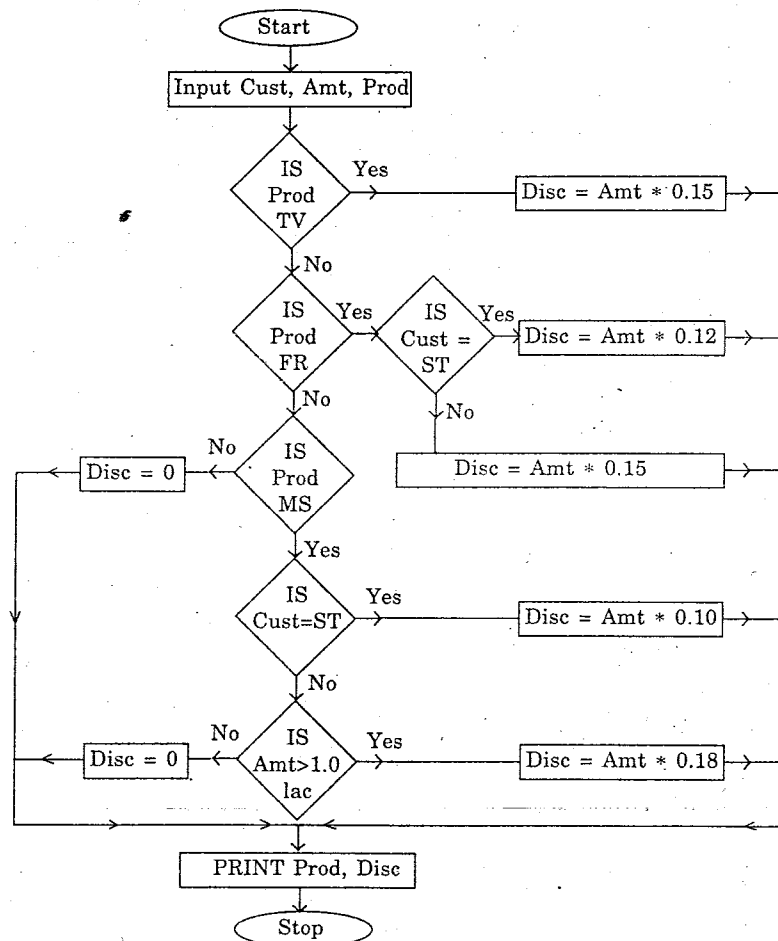 Start
Input Cust, Amt, Prod
IS
Prod
TV
Yes
Disc = Amt * 0.15
No
IS
Prod
FR
Yes
IS
Cust =
ST
Yes
Disc = Amt * 0.12
No
No
Disc = Amt * 0.15
IS
Prod
MS
No
Disc = 0
Yes
IS
Cust=ST
Yes
Disc = Amt * 0.10
No
IS
Amt>1.0
lac
No
Disc = 0
Yes
Disc = Amt * 0.18
PRINT Prod, Disc
Stop